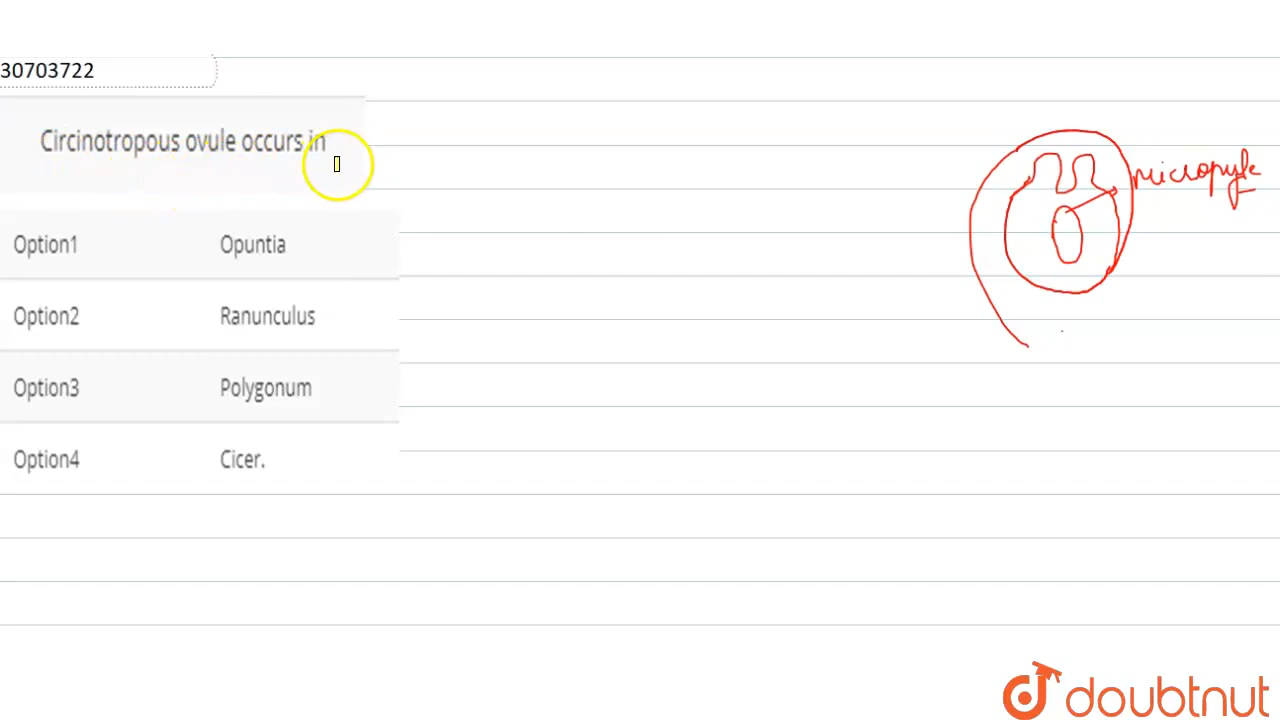 30703722
Circinotropous ovule occurs in
micropyle
Option1 Opuntia
Option2 Ranunculus
Option3 Polygonum
Option4 Cicer.
doubtnut